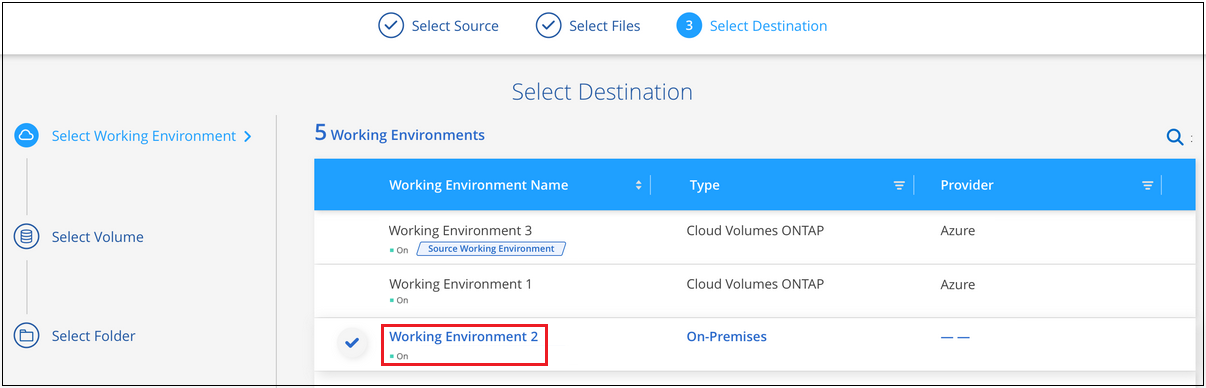 Select Source
Select Files
3 Select Destination
Select Destination
Select Working Environment
Select Volume
Select Folder
5 Working Environments
Working Environment Name Type Provider
Working Environment 3 Cloud Volumes ONTAP Azure
On Source Working Environment
Working Environment 1 Cloud Volumes ONTAP Azure
On
Working Environment 2 On-Premises — —
On